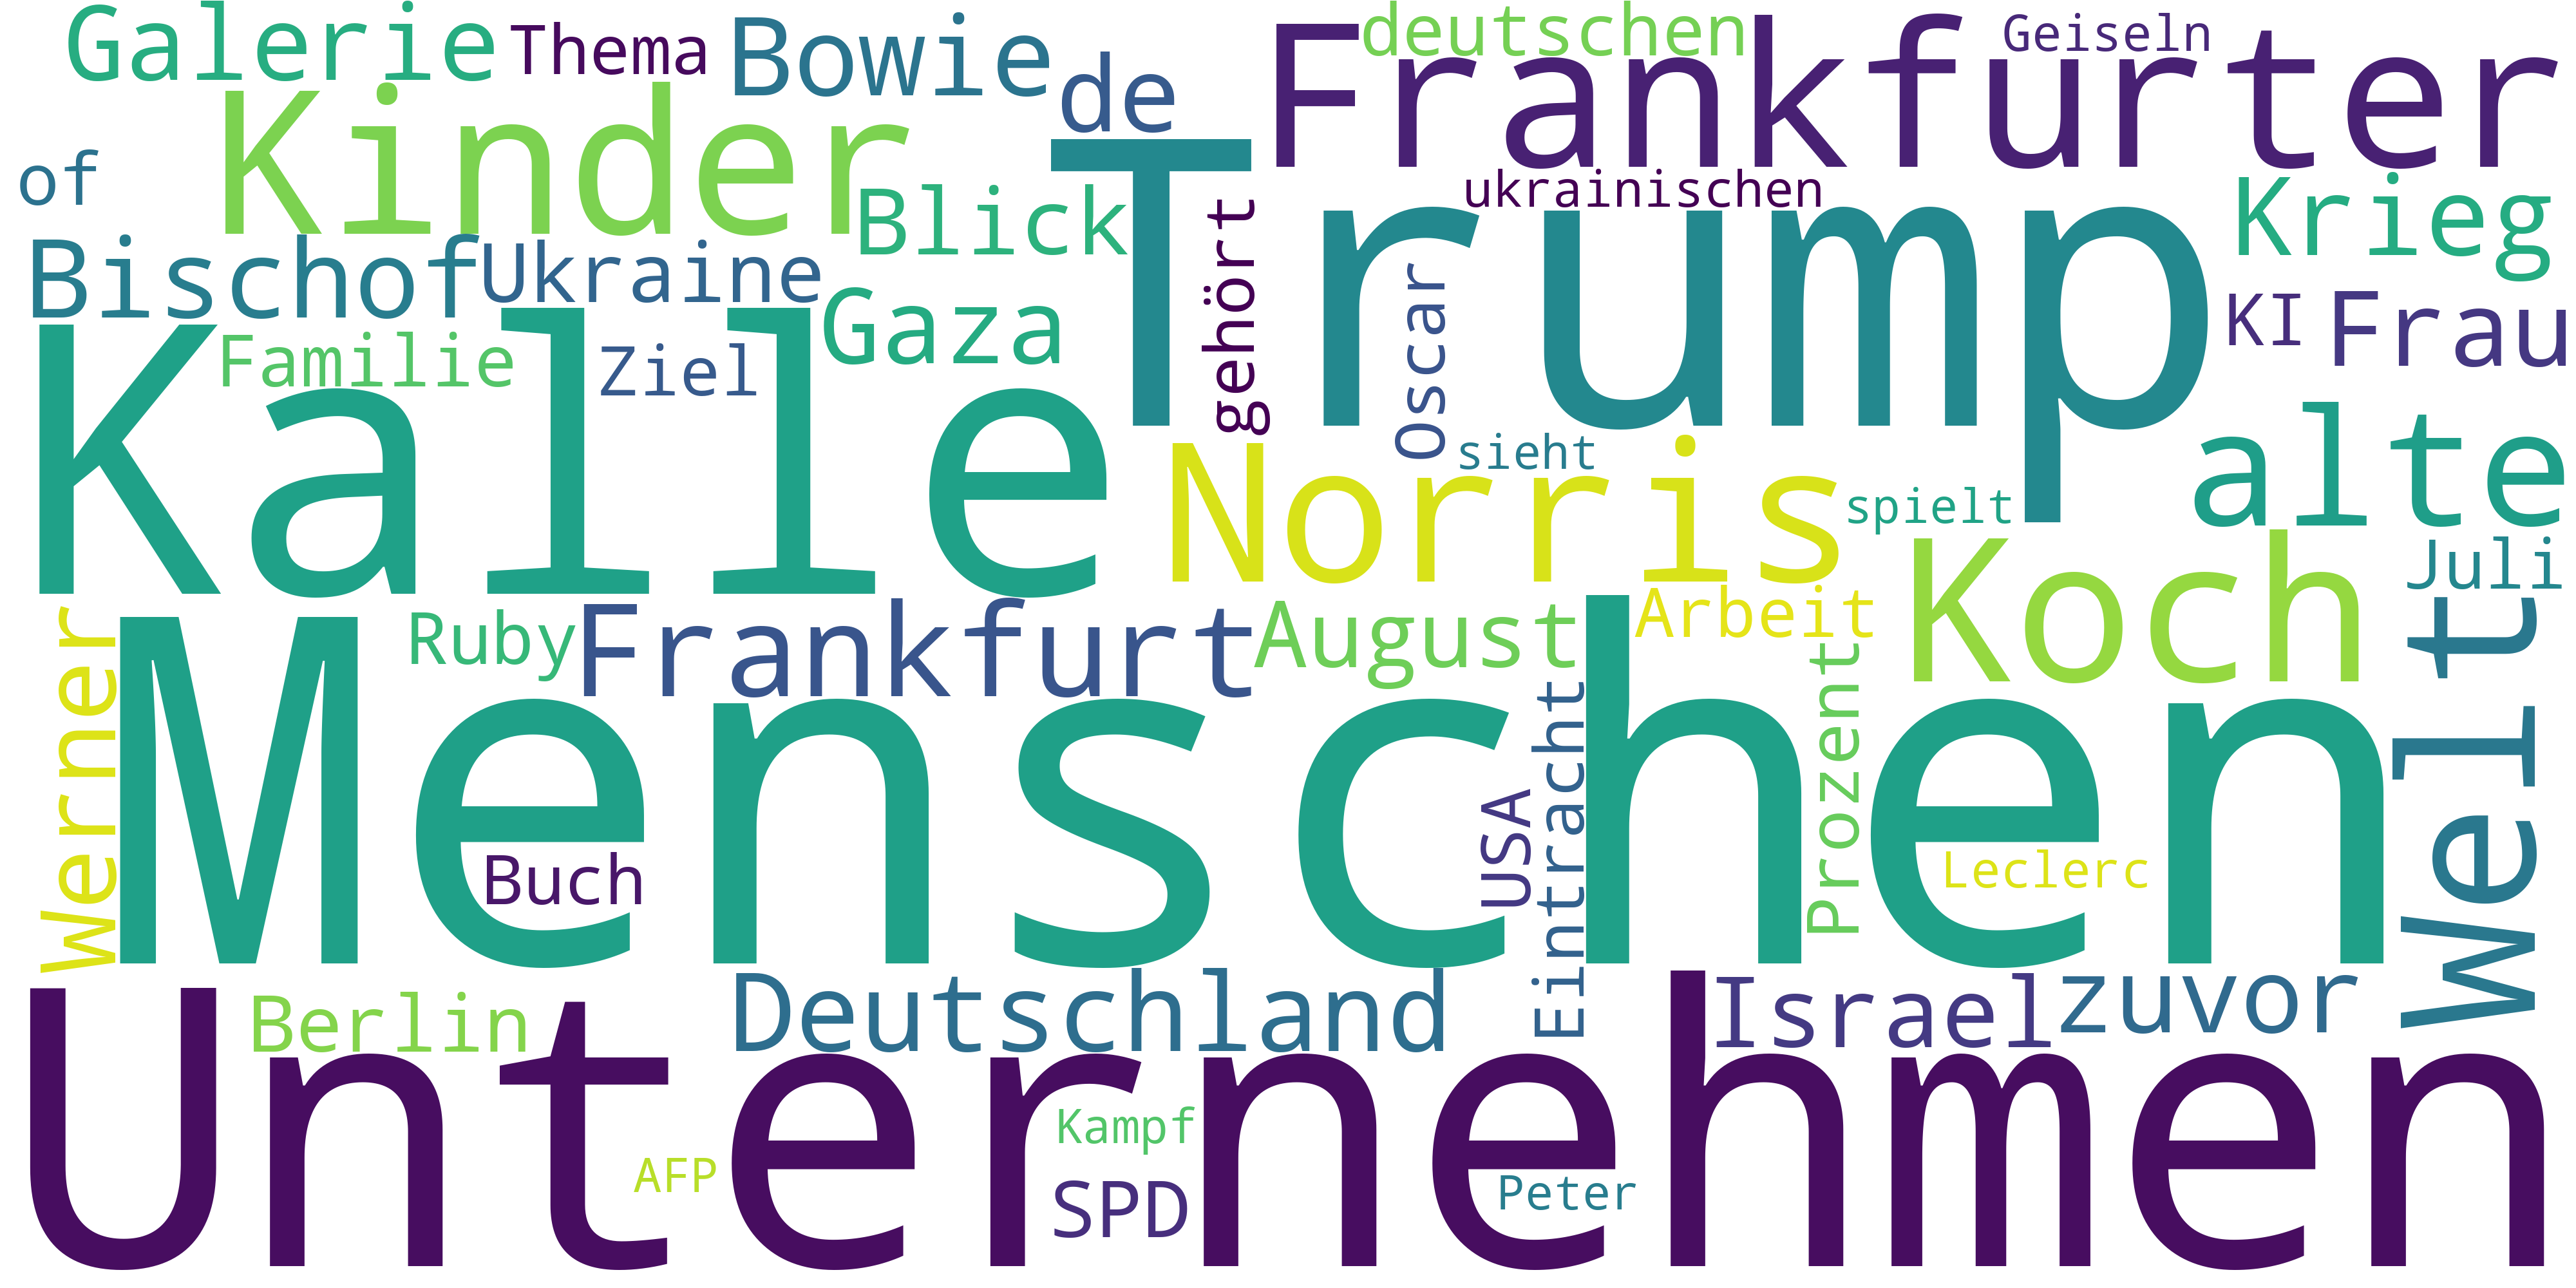 Galerie
Thema
Bowie
de
deutschen
Geiseln
Frankfurter
Kinder
of
Blick
ukrainischen
Krieg
Trump
gehört
Bischof
Ukraine
Gaza
Oscar
KI
Frau
Familie
Ziel
Kalle
Norris
sieht
alte
spielt
Koch
Juli
Ruby
Frankfurt
August
Arbeit
Werner
Menschen
Welt
Prozent
Eintracht
USA
Buch
Leclerc
Berlin
Deutschland
Israel
zuvor
Unternehmen
Kampf
AFP
SPD
Peter